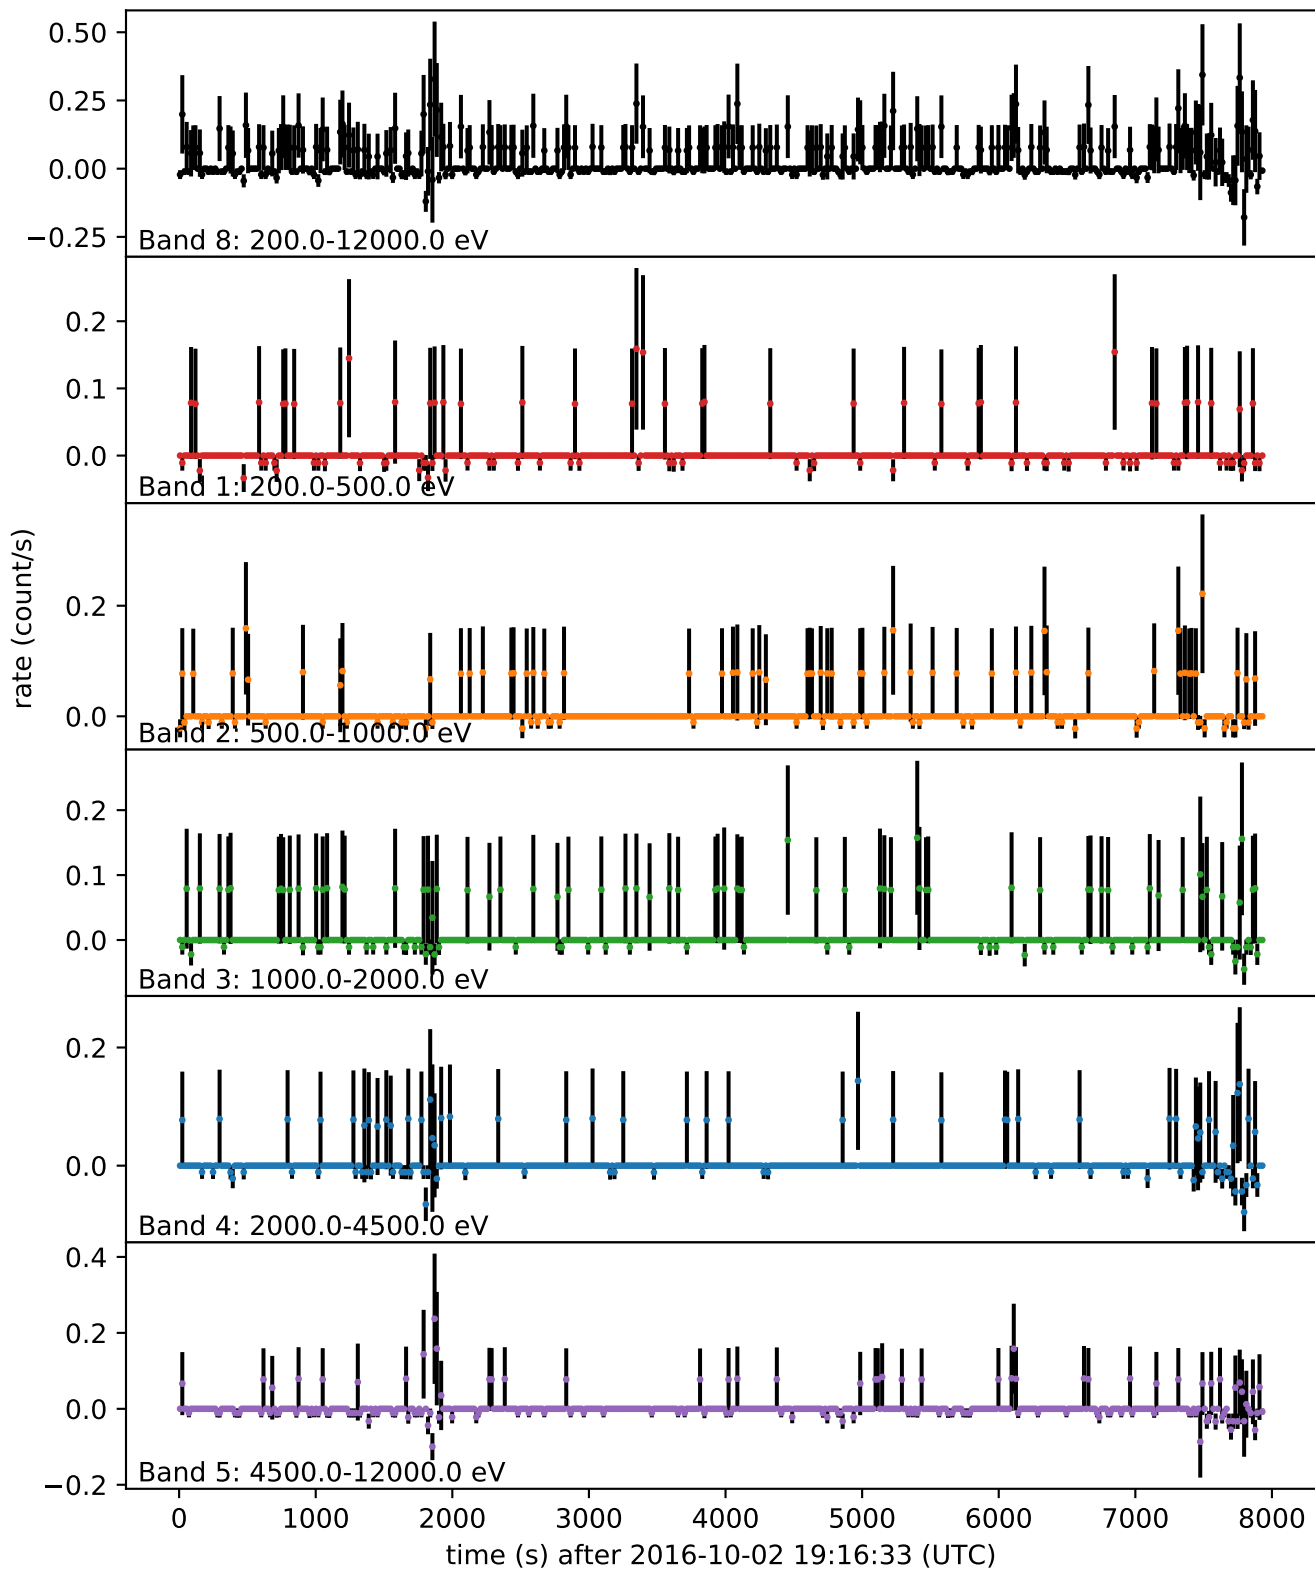 0.50
0.25
0.00
−0.25
Band 8: 200.0-12000.0 eV
0.2
0.1
0.0
Band 1: 200.0-500.0 eV
rate (count/s)
0.2
0.0
Band 2: 500.0-1000.0 eV
0.2
0.1
0.0
Band 3: 1000.0-2000.0 eV
0.2
0.0
Band 4: 2000.0-4500.0 eV
0.4
0.2
0.0
−0.2
Band 5: 4500.0-12000.0 eV
0 1000 2000 3000 4000 5000 6000 7000 8000
time (s) after 2016-10-02 19:16:33 (UTC)